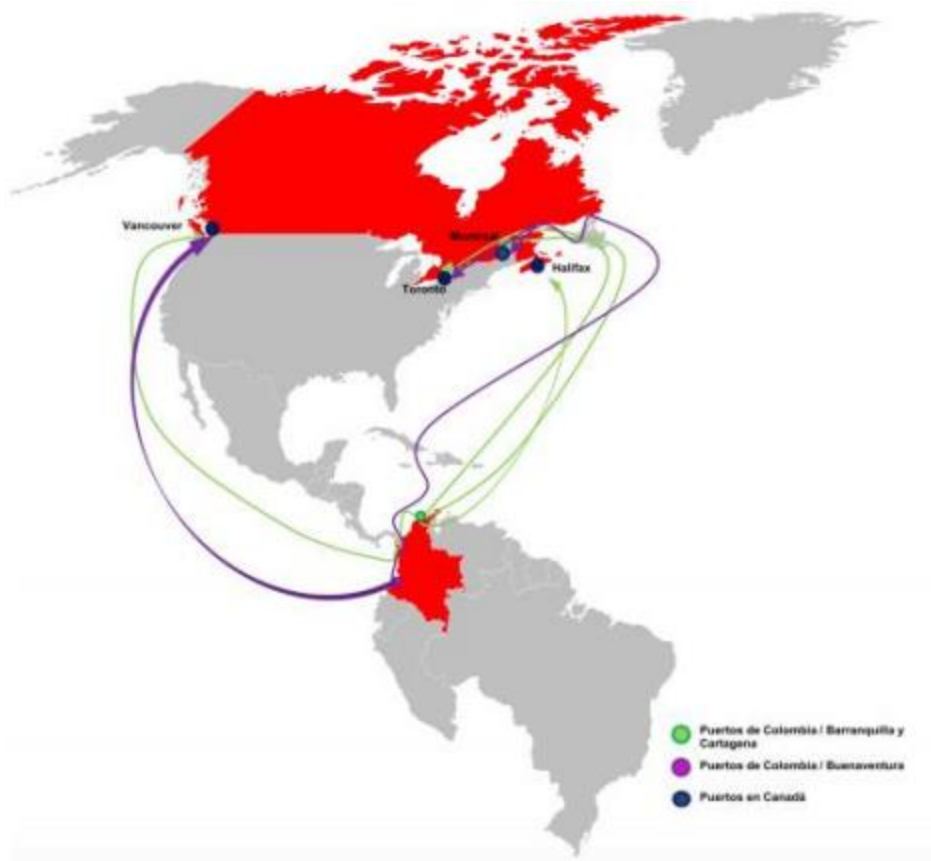 Vancouver
Montreal
Halifax
Toronto
Puertos de Colombia / Barranquilla y
Cartagena
Puertos de Colombia / Buenaventura
Puertos en Canadá